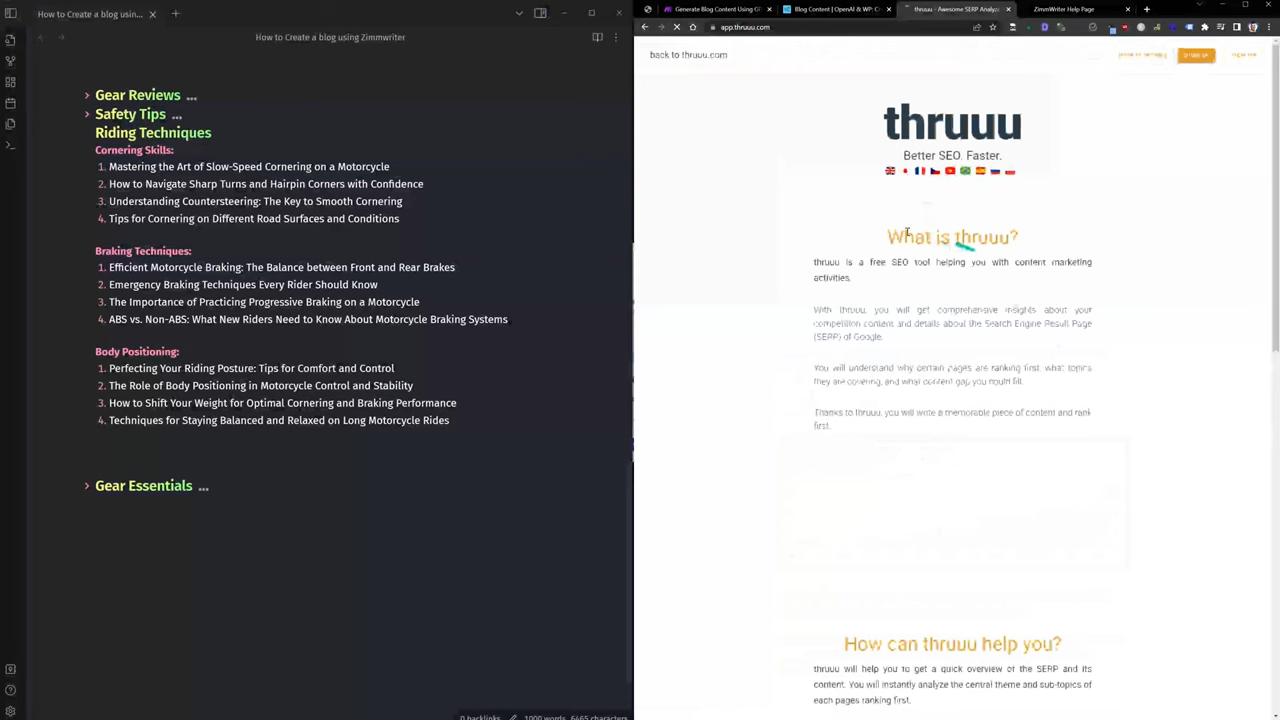 How to Create a blog usin...
How to Create a blog using Zimmwriter
Gear Reviews ...
Safety Tips ...
Riding Techniques
Cornering Skills:
1. Mastering the Art of Slow-Speed Cornering on a Motorcycle
2. How to Navigate Sharp Turns and Hairpin Corners with Confidence
3. Understanding Countersteering: The Key to Smooth Cornering
4. Tips for Cornering on Different Road Surfaces and Conditions
Braking Techniques:
1. Efficient Motorcycle Braking: The Balance between Front and Rear Brakes
2. Emergency Braking Techniques Every Rider Should Know
3. The Importance of Practicing Progressive Braking on a Motorcycle
4. ABS vs. Non-ABS: What New Riders Need to Know About Motorcycle Braking Systems
Body Positioning:
1. Perfecting Your Riding Posture: Tips for Comfort and Control
2. The Role of Body Positioning in Motorcycle Control and Stability
3. How to Shift Your Weight for Optimal Cornering and Braking Performance
4. Techniques for Staying Balanced and Relaxed on Long Motorcycle Rides
Gear Essentials ...
0 backlinks 1000 words 6465 characters
Generate Blog Content Using GP
Blog Content | OpenAI & WP: C
thruuu - Awesome SERP Analyz
ZimmWriter Help Page
app.thruuu.com
back to thruuu.com
thruuu
Better SEO. Faster.
What is thruuu?
thruuu is a free SEO tool helping you with content marketing
activities.
With thruuu, you will get comprehensive insights about your
competition content and details about the Search Engine Result Page
(SERP) of Google.
You will understand why certain pages are ranking first, what topics
they are covering, and what content gap you could fill.
Thanks to thruuu, you will write a memorable piece of content and rank
first.
How can thruuu help you?
thruuu will help you to get a quick overview of the SERP and its
content. You will instantly analyze the central theme and sub-topics of
each pages ranking first.